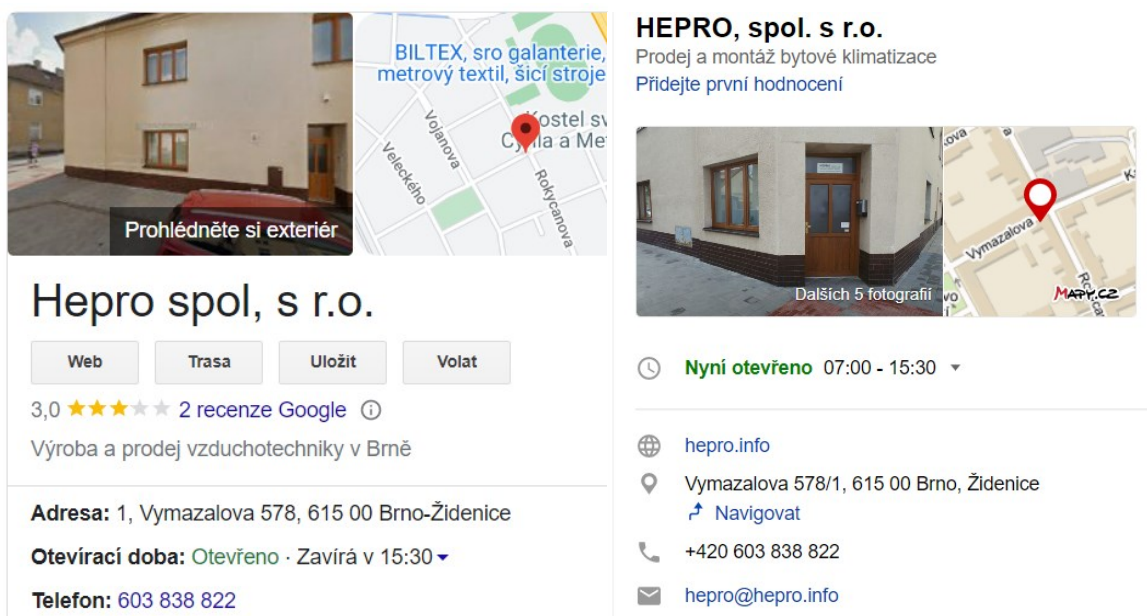 Prohlédněte si exteriér
BILTEX, sro galanterie,
metrový textil, šicí stroje
Kostel sv
Cyrila a Met
Vojanova
Veleckého
Rokycanova
Hepro spol, s r.o.
Web
Trasa
Uložit
Volat
3,0
2 recenze Google
Výroba a prodej vzduchotechniky v Brně
Adresa: 1, Vymazalova 578, 615 00 Brno-Židenice
Otevírací doba: Otevřeno · Zavírá v 15:30
Telefon: 603 838 822
HEPRO, spol. s r.o.
Prodej a montáž bytové klimatizace
Přidejte první hodnocení
Dalších 5 fotografií
Vymazalova
MAPY.CZ
Nyní otevřeno 07:00 - 15:30
hepro.info
Vymazalova 578/1, 615 00 Brno, Židenice
Navigovat
+420 603 838 822
hepro@hepro.info